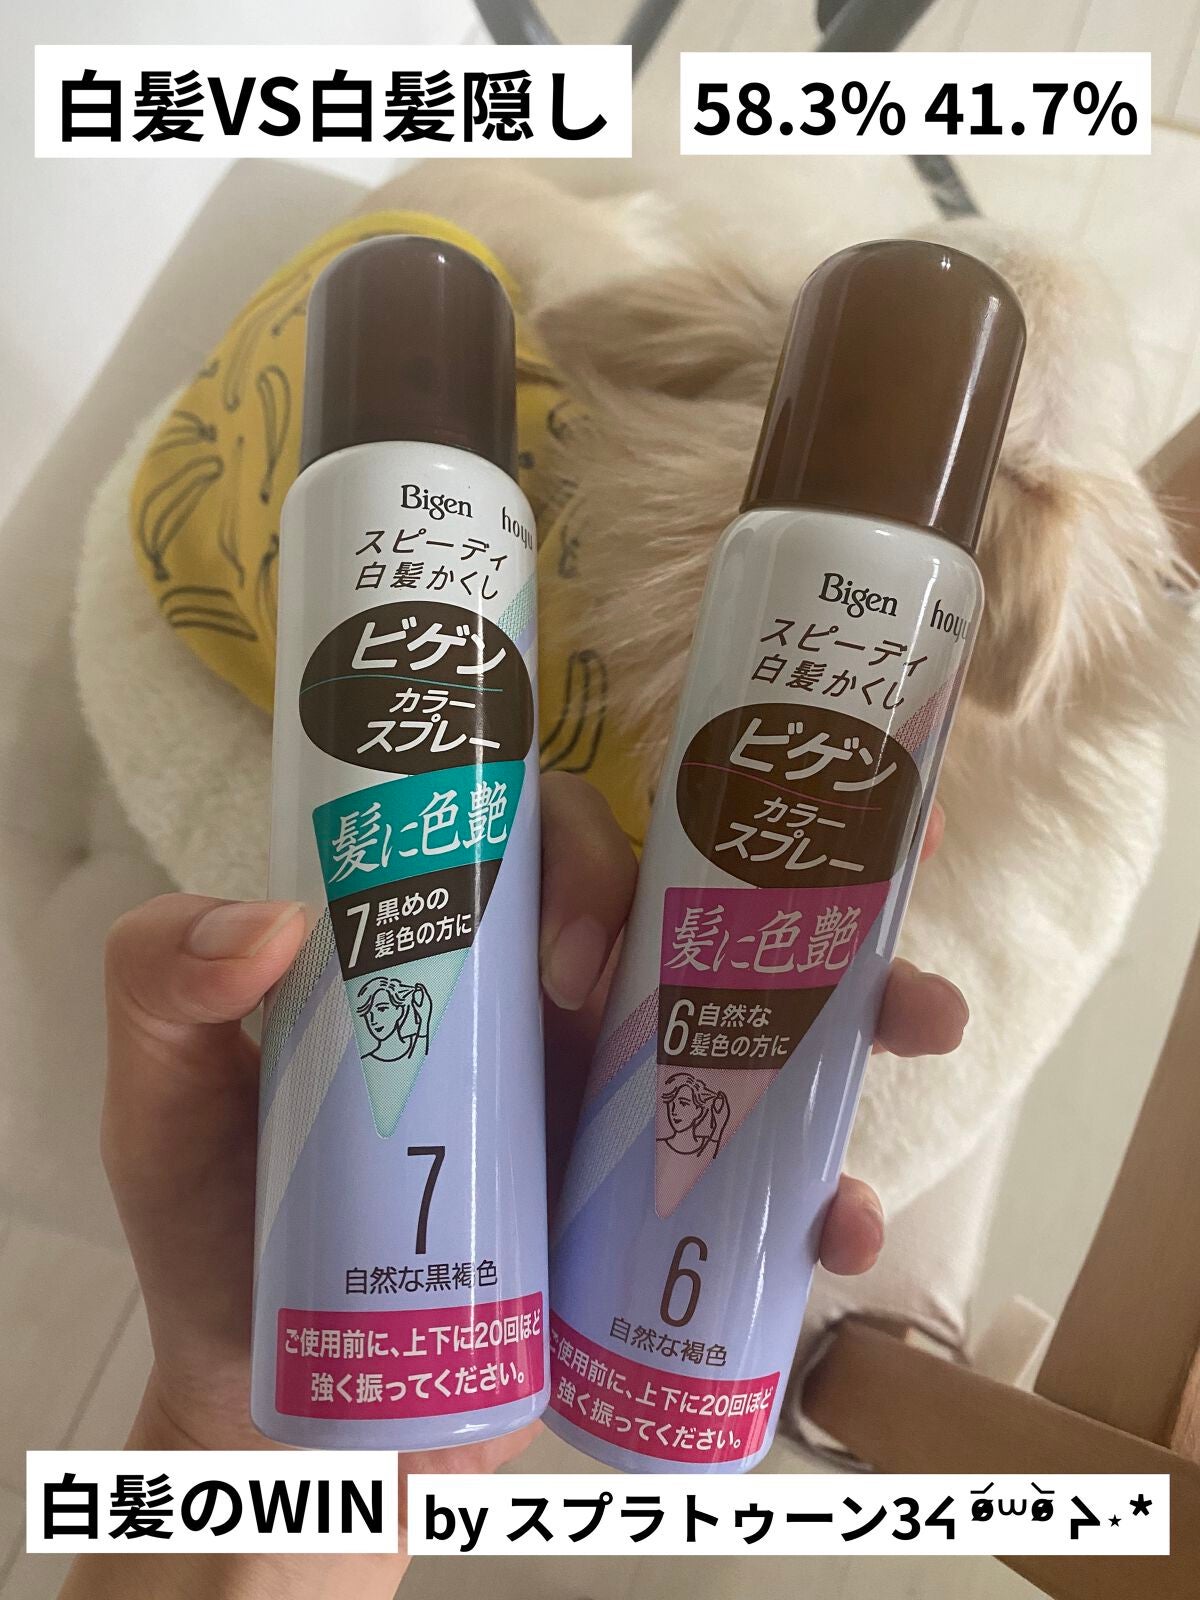 白髪VS白髪隠し
58.3% 41.7%
Bigen hoyu
スピーディ
白髪かくし
ビゲン
カラー
スプレー
髪に色艶
7 黒めの
髪色の方に
7
自然な黒褐色
ご使用前に、上下に20回ほど
強く振ってください。
Bigen hoyu
スピーディ
白髪かくし
ビゲン
カラー
スプレー
髪に色艶
6 自然な
髪色の方に
6
自然な褐色
ご使用前に、上下に20回ほど
強く振ってください。
白髪のWIN
by スプラトゥーン3